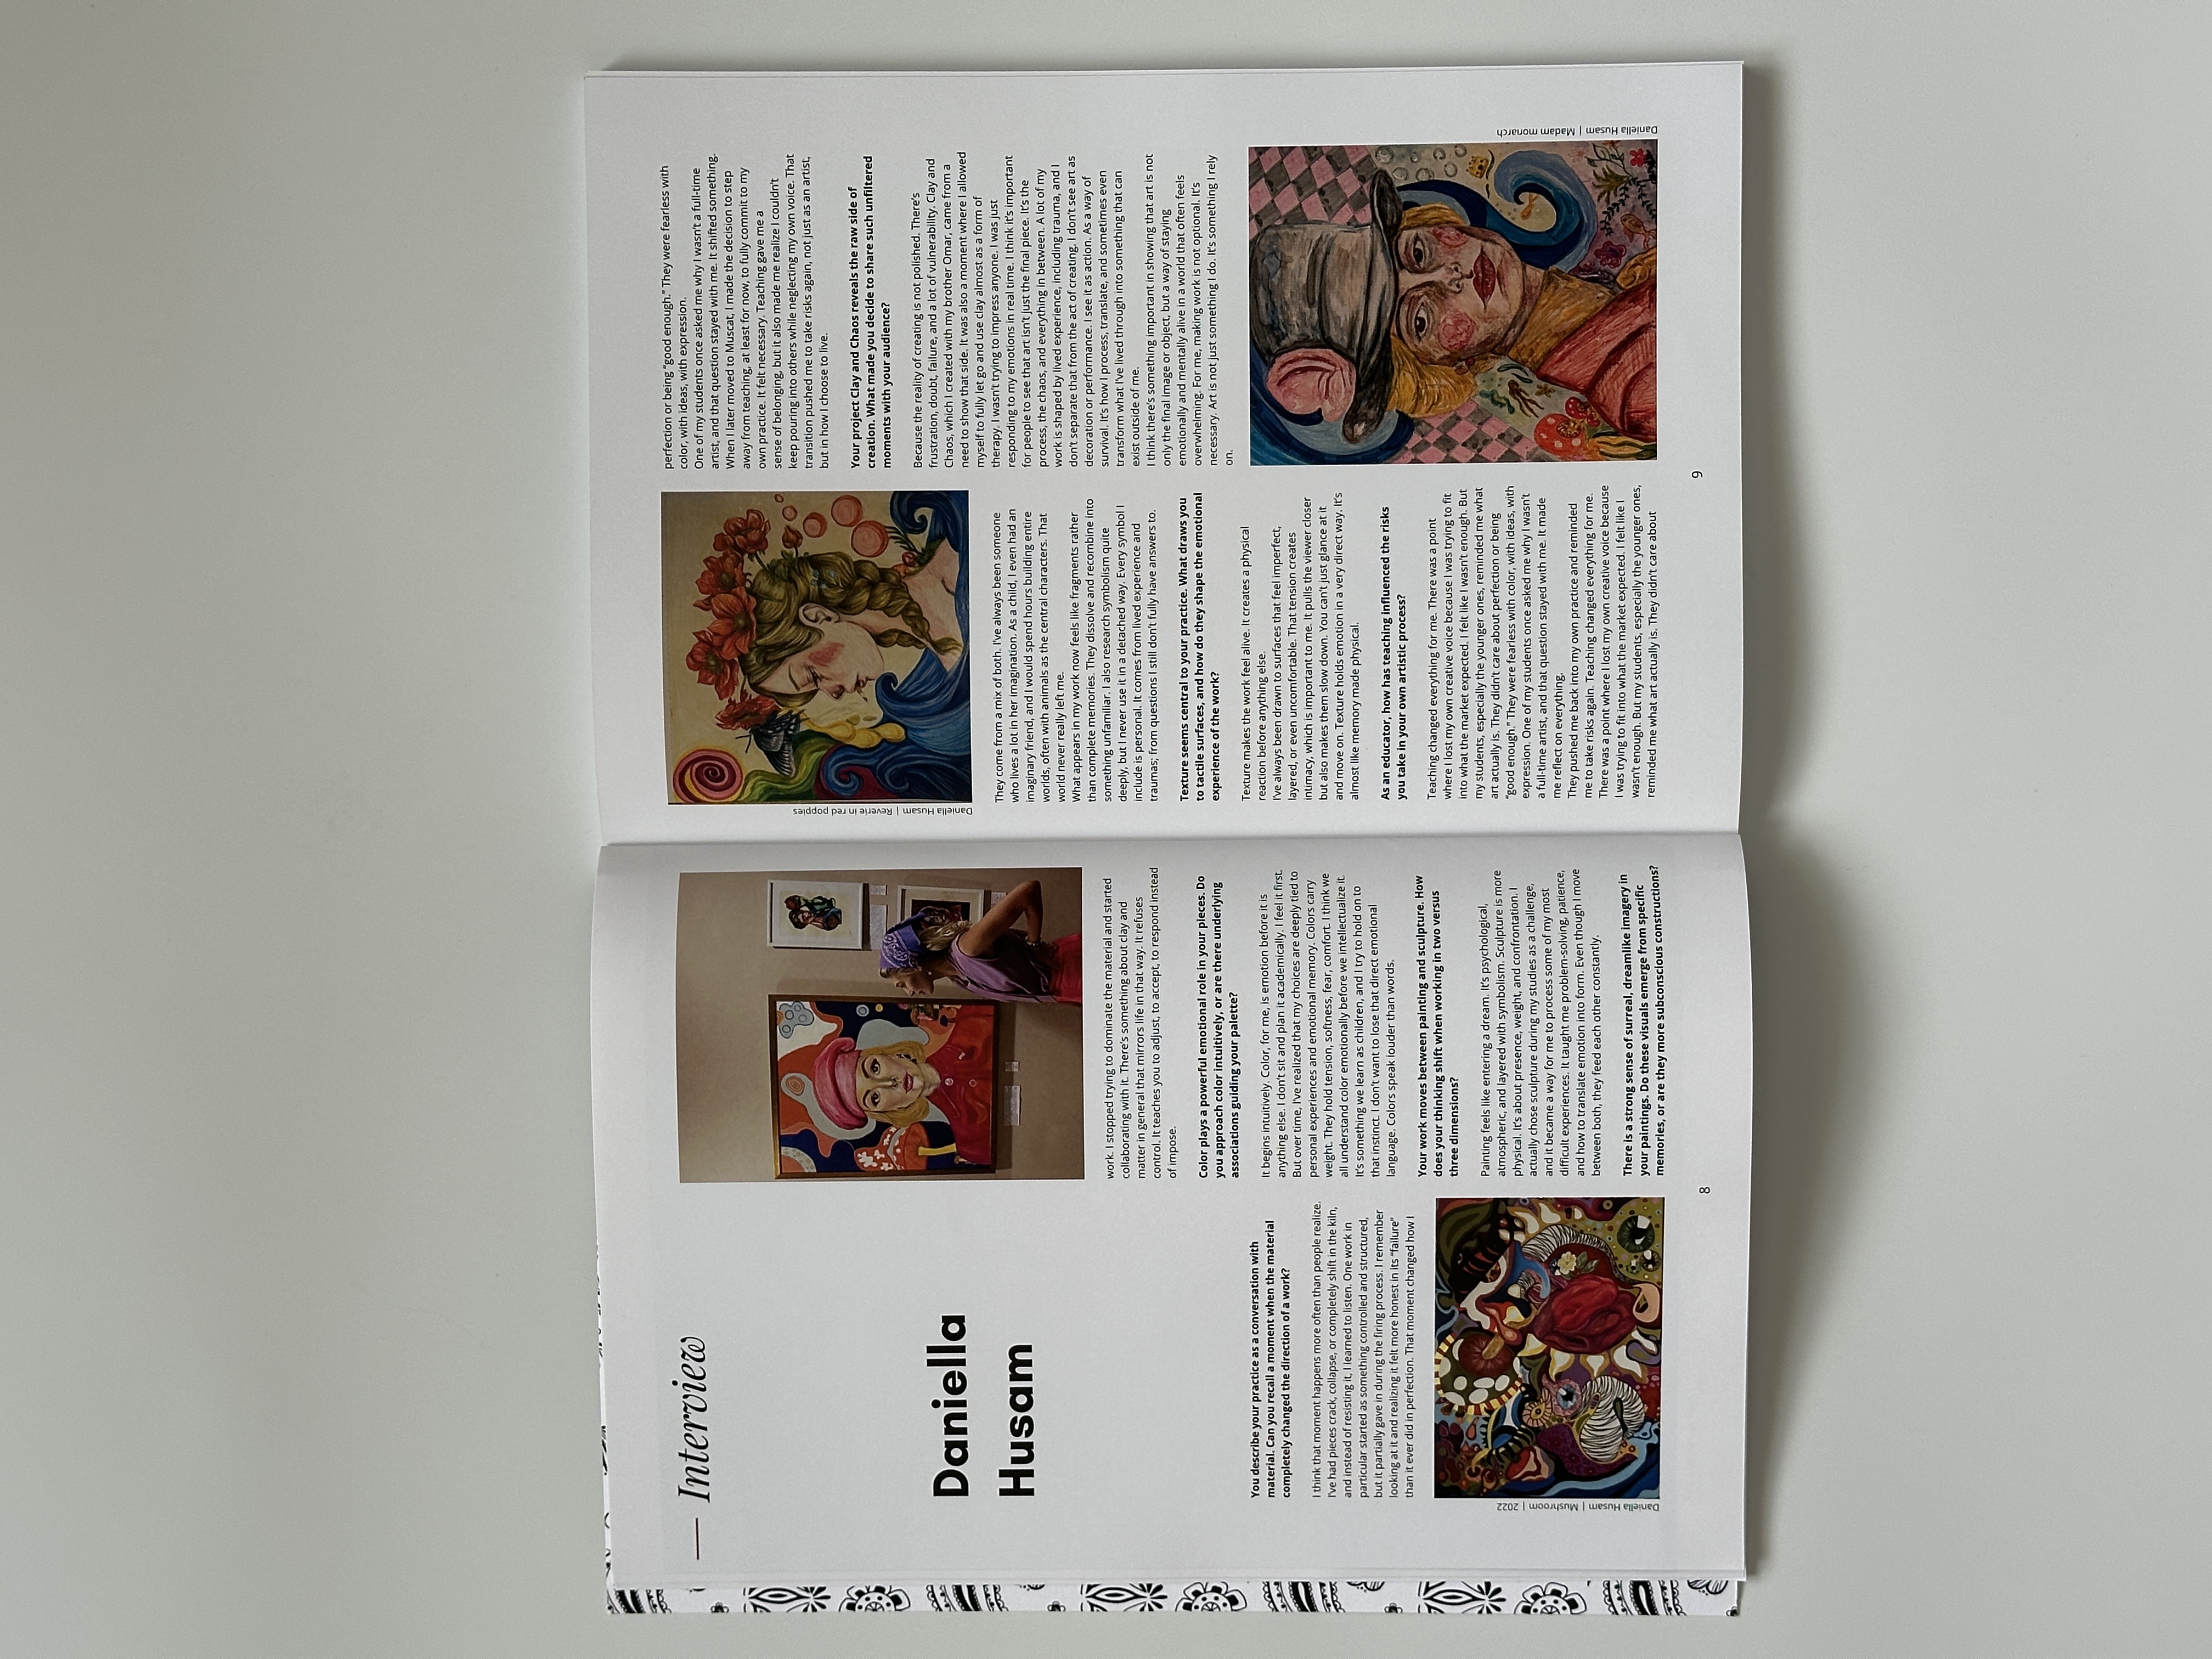 Interview
Daniella
Husam
You describe your practice as a conversation with
material. Can you recall a moment when the material
completely changed the direction of a work?
I think that moment happens more often than people realize.
I've had pieces crack, collapse, or completely shift in the kiln,
and instead of resisting it, I learned to listen. One work in
particular started as something controlled and structured,
but it partially gave in during the firing process. I remember
looking at it and realizing it felt more honest in its “failure”
than it ever did in perfection. That moment changed how I
Daniella Husam | Mushroom | 2022
work. I stopped trying to dominate the material and started
collaborating with it. There's something about clay and
matter in general that mirrors life in that way. It refuses
control. It teaches you to adjust, to accept, to respond instead
of impose.
Color plays a powerful emotional role in your pieces. Do
you approach color intuitively, or are there underlying
associations guiding your palette?
It begins intuitively. Color, for me, is emotion before it is
anything else. I don't sit and plan it academically. I feel it first.
But over time, I've realized that my choices are deeply tied to
personal experiences and emotional memory. Colors carry
weight. They hold tension, softness, fear, comfort. I think we
all understand color emotionally before we intellectualize it.
It's something we learn as children, and I try to hold on to
that instinct. I don't want to lose that direct emotional
language. Colors speak louder than words.
Your work moves between painting and sculpture. How
does your thinking shift when working in two versus
three dimensions?
Painting feels like entering a dream. It's psychological,
atmospheric, and layered with symbolism. Sculpture is more
physical. It's about presence, weight, and confrontation. I
actually chose sculpture during my studies as a challenge,
and it became a way for me to process some of my most
difficult experiences. It taught me problem-solving, patience,
and how to translate emotion into form. Even though I move
between both, they feed each other constantly.
There is a strong sense of surreal, dreamlike imagery in
your paintings. Do these visuals emerge from specific
memories, or are they more subconscious constructions?
8
Daniella Husam | Reverie in red poppies
They come from a mix of both. I've always been someone
who lives a lot in her imagination. As a child, I even had an
imaginary friend, and I would spend hours building entire
worlds, often with animals as the central characters. That
world never really left me.
What appears in my work now feels like fragments rather
than complete memories. They dissolve and recombine into
something unfamiliar. I also research symbolism quite
deeply, but I never use it in a detached way. Every symbol I
include is personal. It comes from lived experience and
traumas; from questions I still don't fully have answers to.
Texture seems central to your practice. What draws you
to tactile surfaces, and how do they shape the emotional
experience of the work?
Texture makes the work feel alive. It creates a physical
reaction before anything else.
I've always been drawn to surfaces that feel imperfect,
layered, or even uncomfortable. That tension creates
intimacy, which is important to me. It pulls the viewer closer
but also makes them slow down. You can't just glance at it
and move on. Texture holds emotion in a very direct way. It's
almost like memory made physical.
As an educator, how has teaching influenced the risks
you take in your own artistic process?
Teaching changed everything for me. There was a point
where I lost my own creative voice because I was trying to fit
into what the market expected. I felt like I wasn't enough. But
my students, especially the younger ones, reminded me what
art actually is. They didn't care about perfection or being
“good enough.” They were fearless with color, with ideas, with
expression. One of my students once asked me why I wasn't
a full-time artist, and that question stayed with me. It made
me reflect on everything.
They pushed me back into my own practice and reminded
me to take risks again. Teaching changed everything for me.
There was a point where I lost my own creative voice because
I was trying to fit into what the market expected. I felt like I
wasn't enough. But my students, especially the younger ones,
reminded me what art actually is. They didn't care about
perfection or being “good enough.” They were fearless with
color, with ideas, with expression.
One of my students once asked me why I wasn't a full-time
artist, and that question stayed with me. It shifted something.
When I later moved to Muscat, I made the decision to step
away from teaching, at least for now, to fully commit to my
own practice. It felt necessary. Teaching gave me a
sense of belonging, but it also made me realize I couldn't
keep pouring into others while neglecting my own voice. That
transition pushed me to take risks again, not just as an artist,
but in how I choose to live.
Your project Clay and Chaos reveals the raw side of
creation. What made you decide to share such unfiltered
moments with your audience?
Because the reality of creating is not polished. There's
frustration, doubt, failure, and a lot of vulnerability. Clay and
Chaos, which I created with my brother Omar, came from a
need to show that side. It was also a moment where I allowed
myself to fully let go and use clay almost as a form of
therapy. I wasn't trying to impress anyone. I was just
responding to my emotions in real time. I think it's important
for people to see that art isn't just the final piece. It's the
process, the chaos, and everything in between. A lot of my
work is shaped by lived experience, including trauma, and I
don't separate that from the act of creating. I don't see art as
decoration or performance. I see it as action. As a way of
survival. It's how I process, translate, and sometimes even
transform what I've lived through into something that can
exist outside of me.
I think there's something important in showing that art is not
only the final image or object, but a way of staying
emotionally and mentally alive in a world that often feels
overwhelming. For me, making work is not optional. It's
necessary. Art is not just something I do. It's something I rely
on.
Daniella Husam | Madam monarch
9